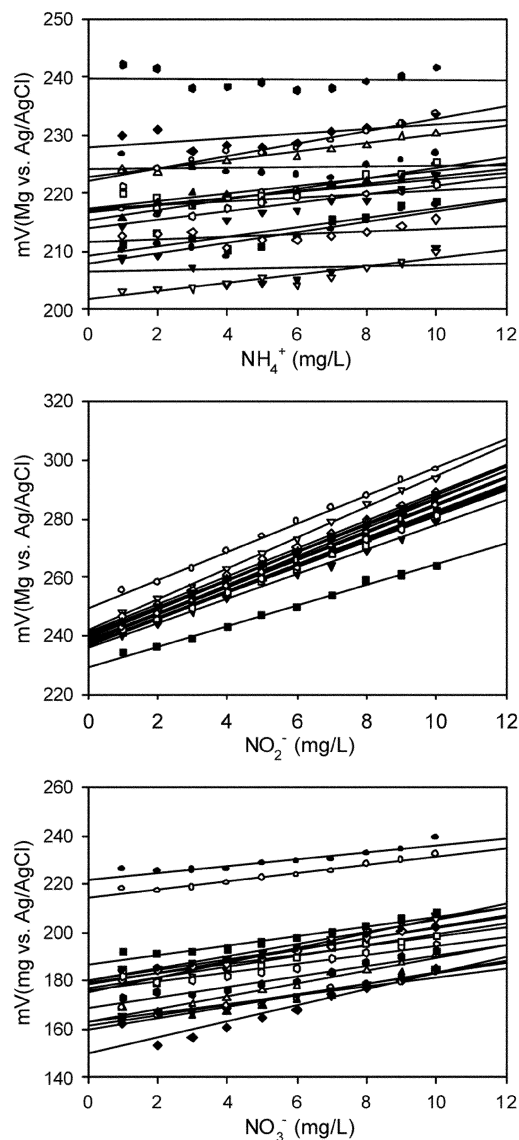 250
240
230
220
210
200
mV(Mg vs. Ag/AgCl)
0 2 4 6 8 10 12
NH₄⁺ (mg/L)
320
300
280
260
240
220
mV(Mg vs. Ag/AgCl)
0 2 4 6 8 10 12
NO₂⁻ (mg/L)
260
240
220
200
180
160
140
mV(mg vs. Ag/AgCl)
0 2 4 6 8 10 12
NO₃⁻ (mg/L)